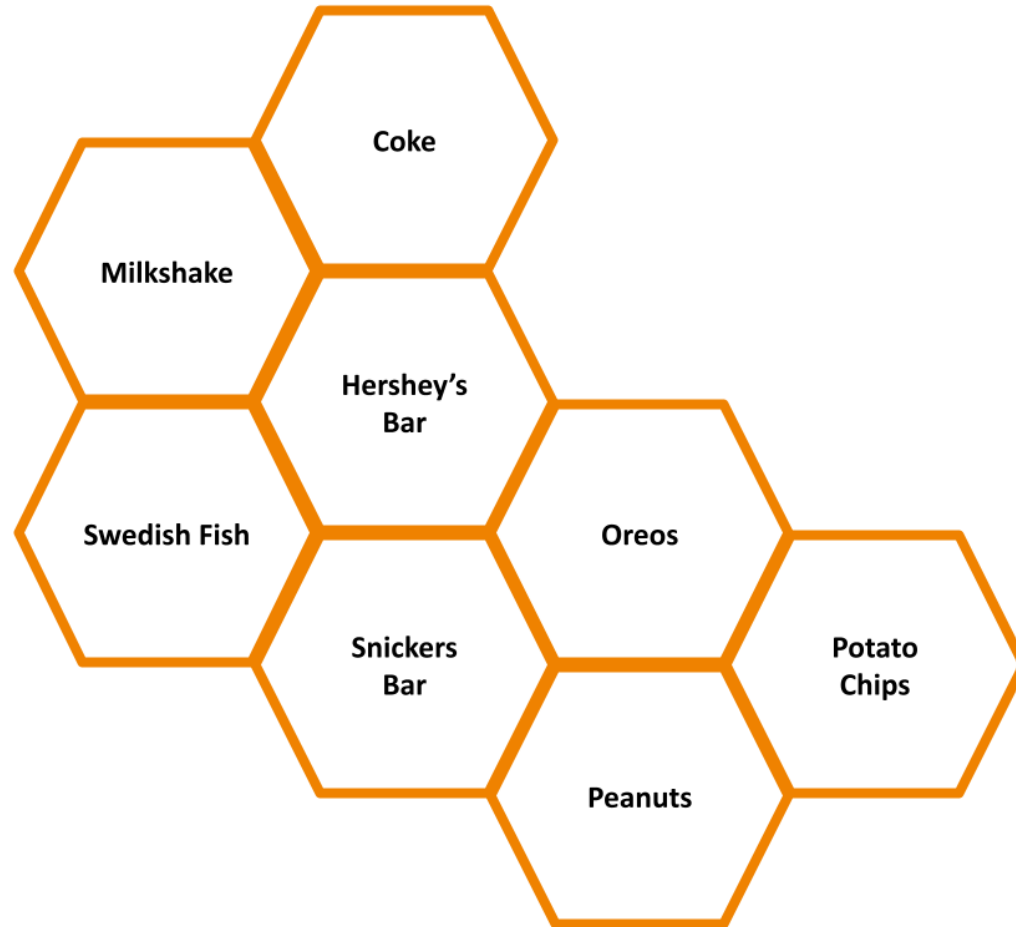 Coke
Milkshake
Hershey’s
Bar
Swedish Fish
Oreos
Snickers
Bar
Potato
Chips
Peanuts